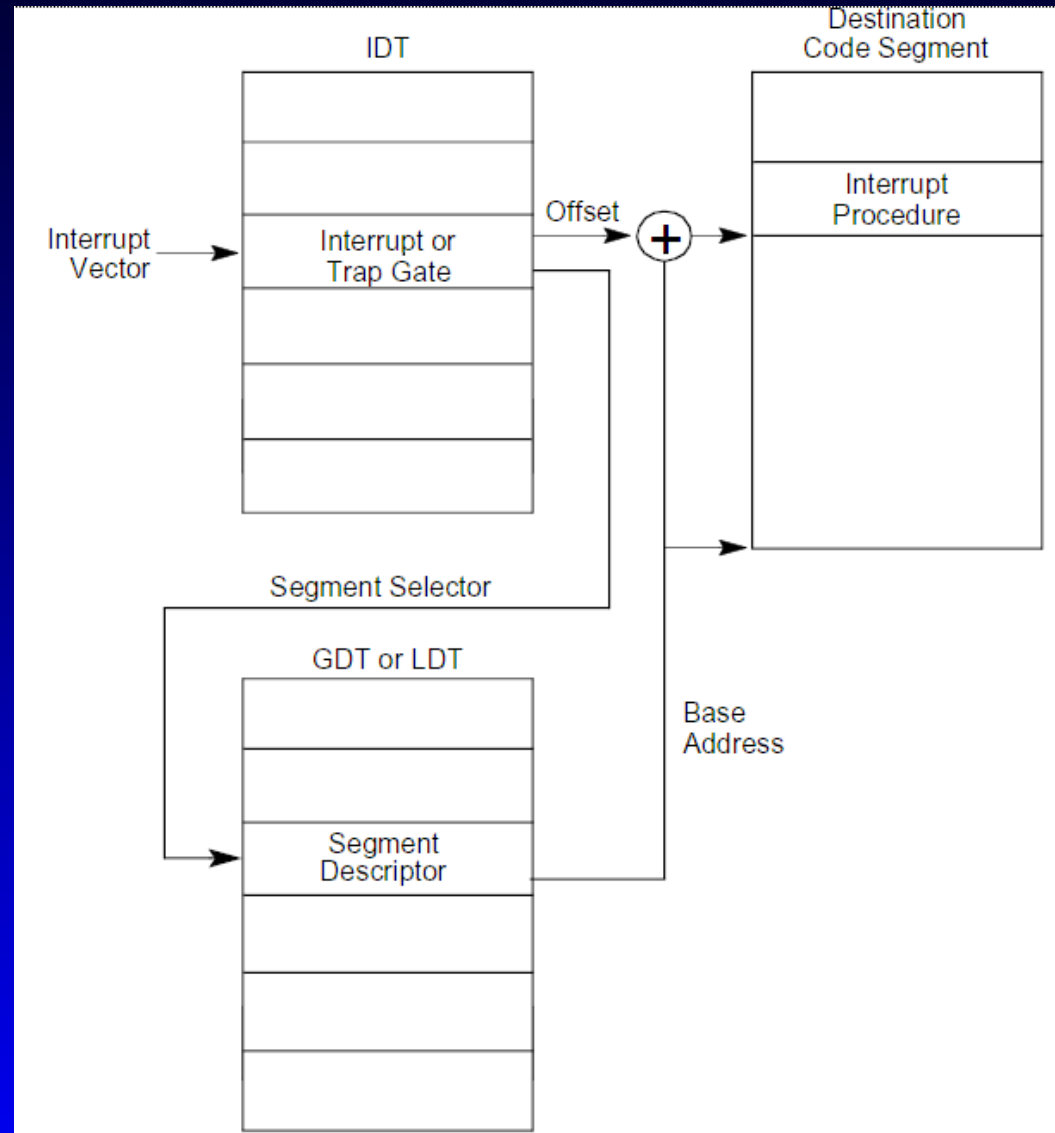 IDT
Destination
Code Segment
Interrupt
Vector
Interrupt or
Trap Gate
Offset
+
Interrupt
Procedure
Segment Selector
GDT or LDT
Segment
Descriptor
Base
Address